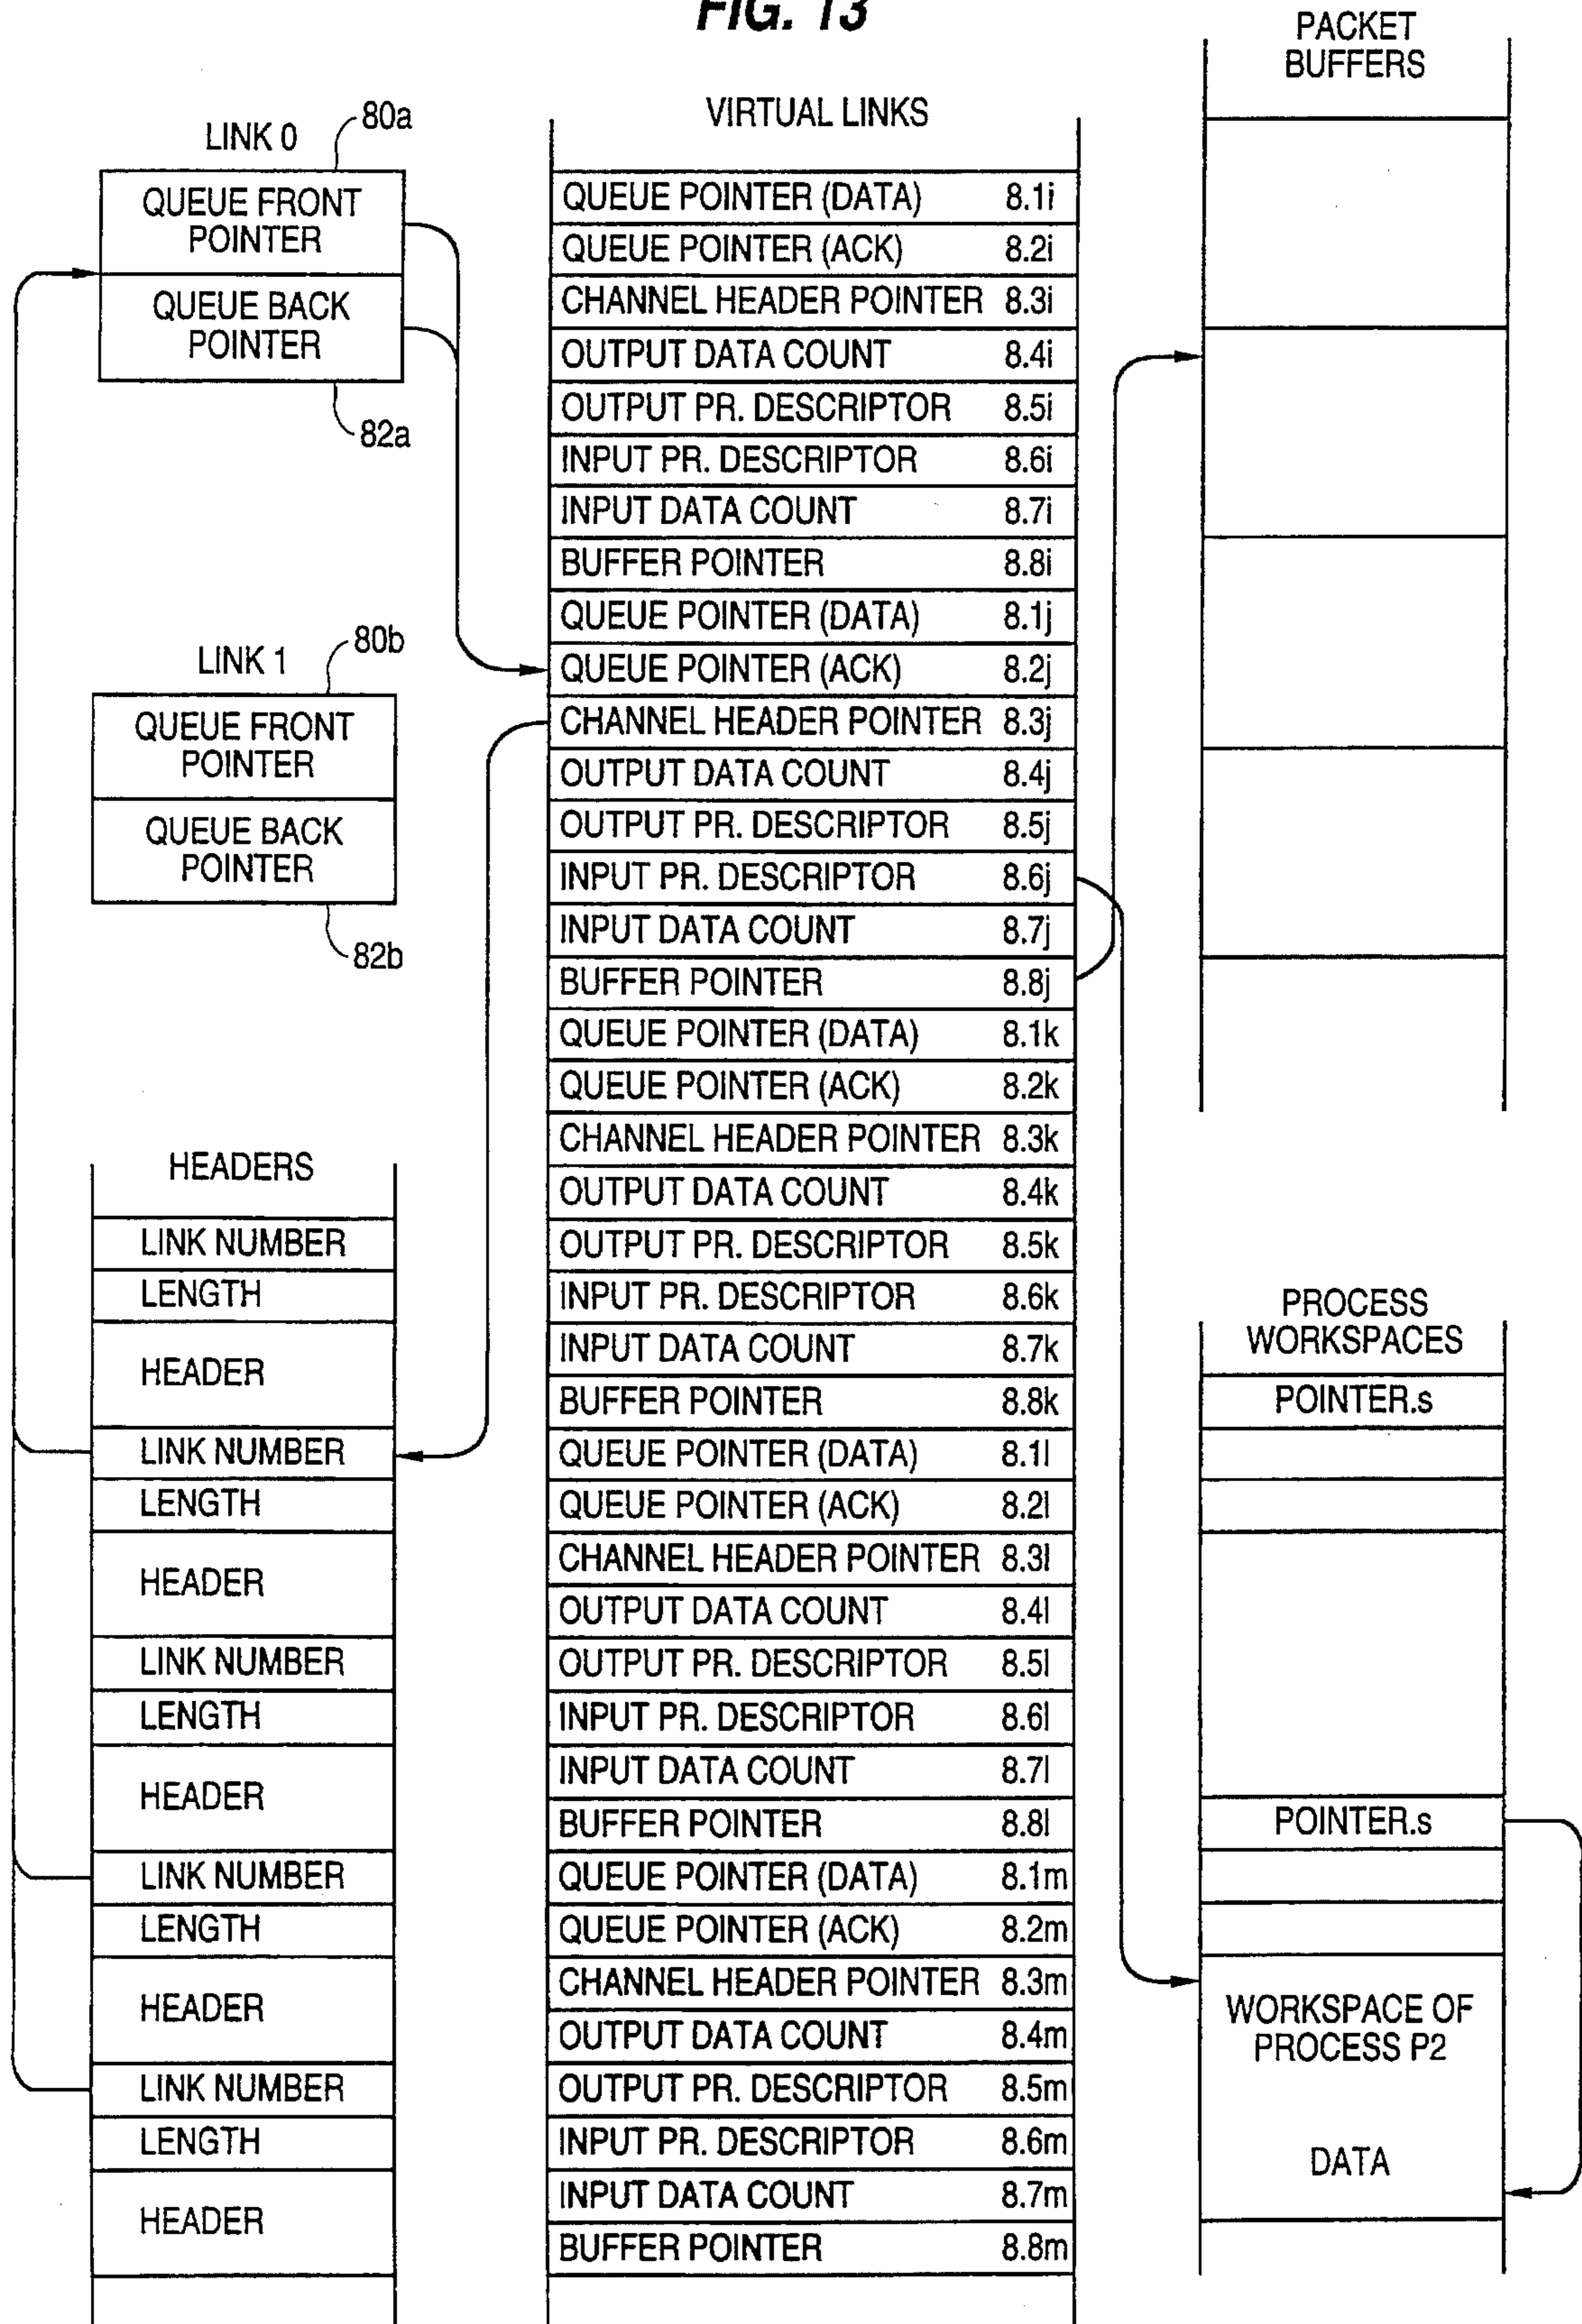 FIG. 13
LINK 0
80a
QUEUE FRONT
POINTER
QUEUE BACK
POINTER
82a
LINK 1
80b
QUEUE FRONT
POINTER
QUEUE BACK
POINTER
82b
HEADERS
LINK NUMBER
LENGTH
HEADER
LINK NUMBER
LENGTH
HEADER
LINK NUMBER
LENGTH
HEADER
LINK NUMBER
LENGTH
HEADER
LINK NUMBER
LENGTH
HEADER
VIRTUAL LINKS
QUEUE POINTER (DATA) 8.1i
QUEUE POINTER (ACK) 8.2i
CHANNEL HEADER POINTER 8.3i
OUTPUT DATA COUNT 8.4i
OUTPUT PR. DESCRIPTOR 8.5i
INPUT PR. DESCRIPTOR 8.6i
INPUT DATA COUNT 8.7i
BUFFER POINTER 8.8i
QUEUE POINTER (DATA) 8.1j
QUEUE POINTER (ACK) 8.2j
CHANNEL HEADER POINTER 8.3j
OUTPUT DATA COUNT 8.4j
OUTPUT PR. DESCRIPTOR 8.5j
INPUT PR. DESCRIPTOR 8.6j
INPUT DATA COUNT 8.7j
BUFFER POINTER 8.8j
QUEUE POINTER (DATA) 8.1k
QUEUE POINTER (ACK) 8.2k
CHANNEL HEADER POINTER 8.3k
OUTPUT DATA COUNT 8.4k
OUTPUT PR. DESCRIPTOR 8.5k
INPUT PR. DESCRIPTOR 8.6k
INPUT DATA COUNT 8.7k
BUFFER POINTER 8.8k
QUEUE POINTER (DATA) 8.1l
QUEUE POINTER (ACK) 8.2l
CHANNEL HEADER POINTER 8.3l
OUTPUT DATA COUNT 8.4l
OUTPUT PR. DESCRIPTOR 8.5l
INPUT PR. DESCRIPTOR 8.6l
INPUT DATA COUNT 8.7l
BUFFER POINTER 8.8l
QUEUE POINTER (DATA) 8.1m
QUEUE POINTER (ACK) 8.2m
CHANNEL HEADER POINTER 8.3m
OUTPUT DATA COUNT 8.4m
OUTPUT PR. DESCRIPTOR 8.5m
INPUT PR. DESCRIPTOR 8.6m
INPUT DATA COUNT 8.7m
BUFFER POINTER 8.8m
PACKET
BUFFERS
PROCESS
WORKSPACES
POINTER.s
POINTER.s
WORKSPACE OF
PROCESS P2
DATA